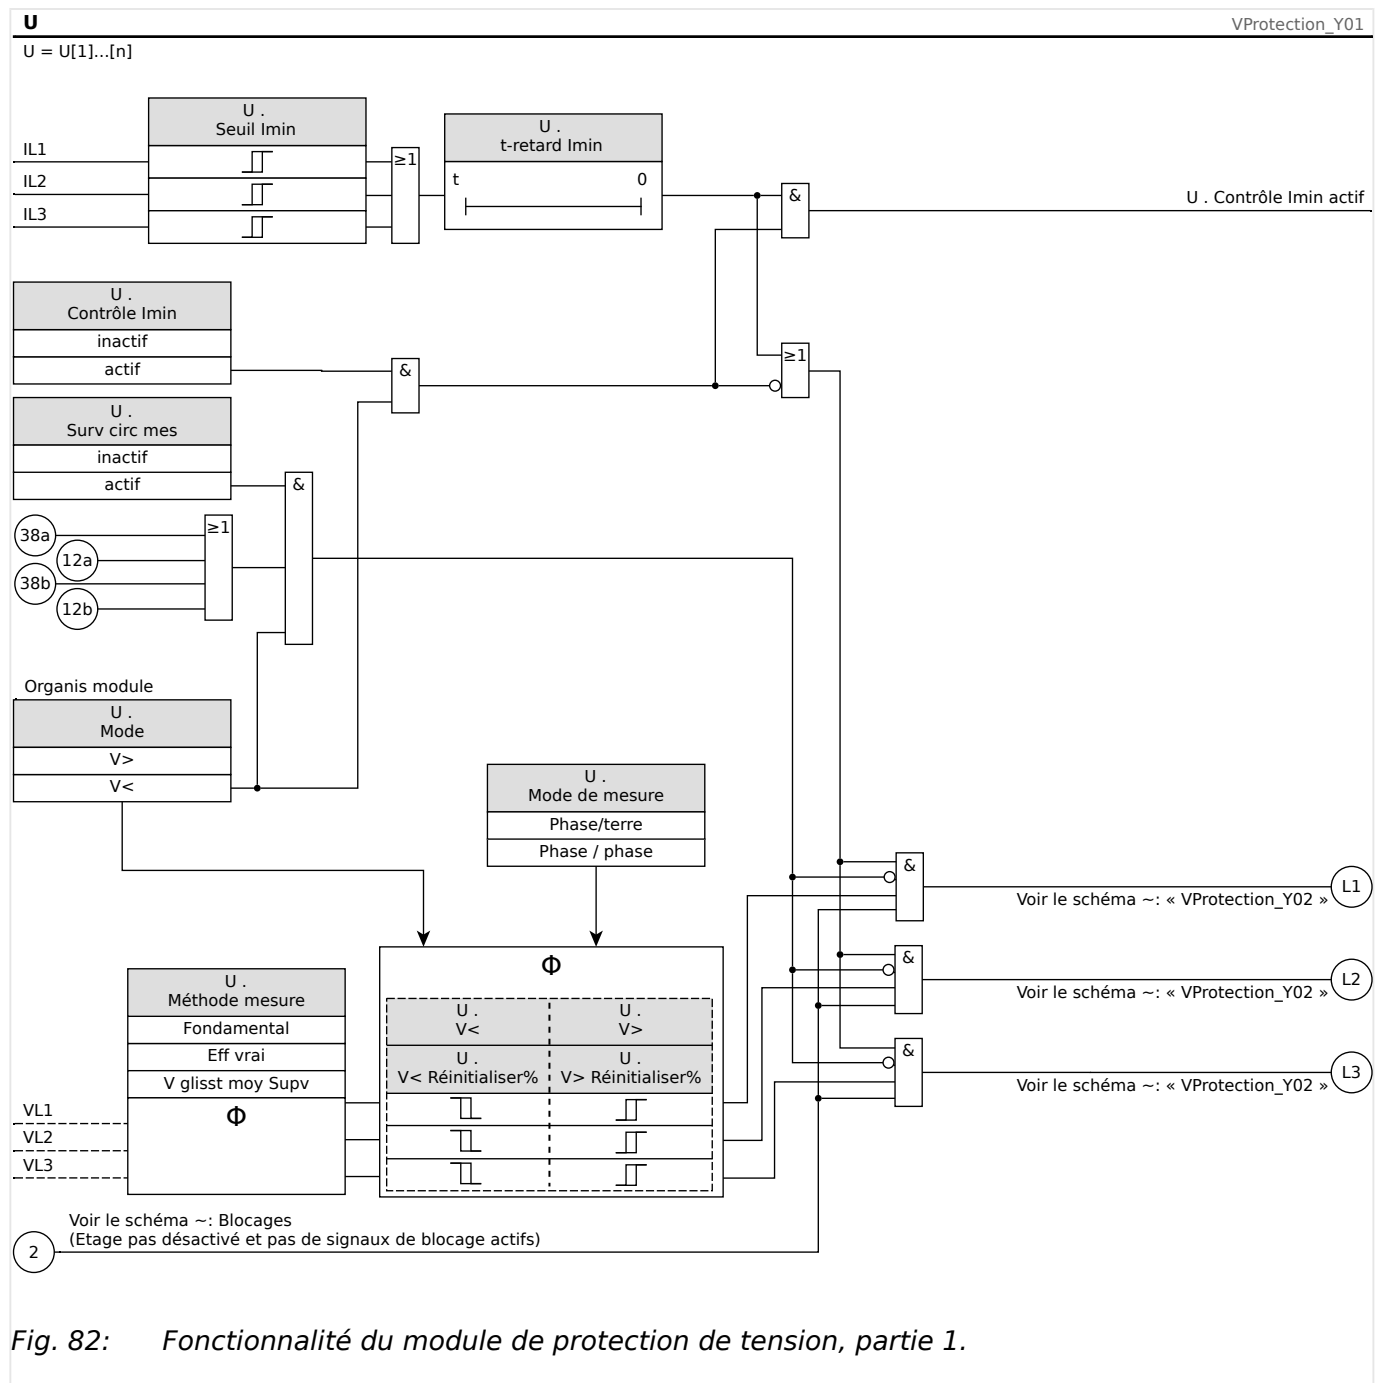 U
VProtection_Y01
U = U[1]...[n]
U .
Seuil Imin
IL1
IL2
IL3
≥1
U .
t-retard Imin
t
0
&
U . Contrôle Imin actif
U .
Contrôle Imin
inactif
actif
&
≥1
U .
Surv circ mes
inactif
actif
&
38a
12a
38b
12b
≥1
Organis module
U .
Mode
V>
V<
U .
Mode de mesure
Phase/terre
Phase / phase
&
L1
Voir le schéma ~: « VProtection_Y02 »
&
L2
Voir le schéma ~: « VProtection_Y02 »
&
L3
Voir le schéma ~: « VProtection_Y02 »
U .
Méthode mesure
Fondamental
Eff vrai
V glisst moy Supv
Φ
VL1
VL2
VL3
Φ
U .
V<
U .
V>
U .
V< Réinitialiser%
U .
V> Réinitialiser%
Voir le schéma ~: Blocages
(Etage pas désactivé et pas de signaux de blocage actifs)
2
Fig. 82: Fonctionnalité du module de protection de tension, partie 1.